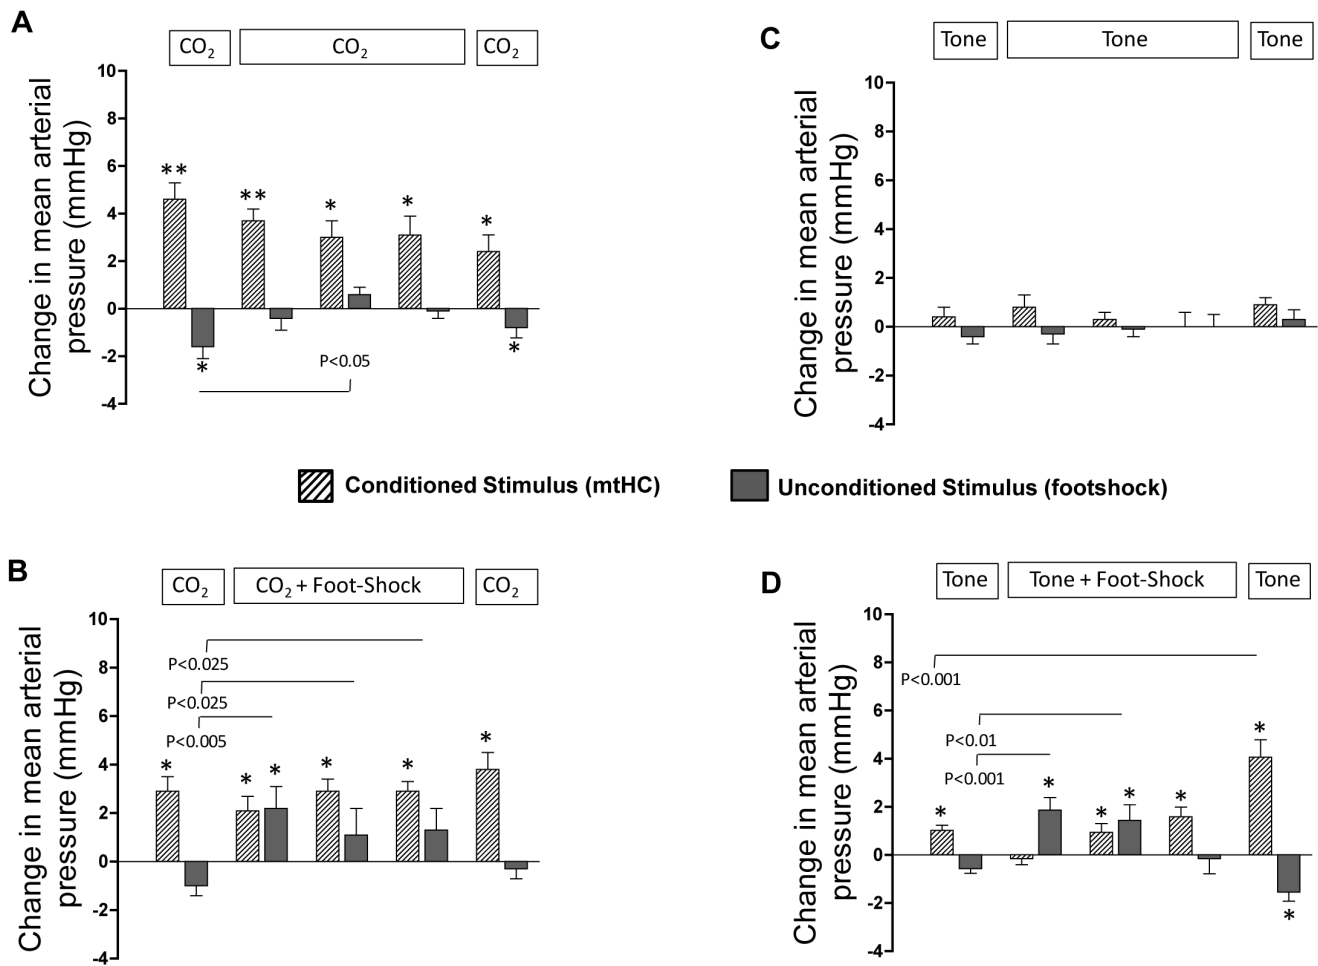 A
CO2
CO2
CO2
Change in mean arterial
pressure (mmHg)
10
8
6
4
2
0
-2
-4
**
*
**
*
*
*
*
P<0.05
C
Tone
Tone
Tone
Change in mean arterial
pressure (mmHg)
10
8
6
4
2
0
-2
-4
Conditioned Stimulus (mtHC)
Unconditioned Stimulus (footshock)
B
CO2
CO2 + Foot-Shock
CO2
Change in mean arterial
pressure (mmHg)
10
8
6
4
2
0
-2
-4
P<0.025
P<0.025
P<0.005
*
*
*
*
*
*
D
Tone
Tone + Foot-Shock
Tone
Change in mean arterial
pressure (mmHg)
10
8
6
4
2
0
-2
-4
P<0.001
P<0.01
P<0.001
*
*
*
*
*
*
*